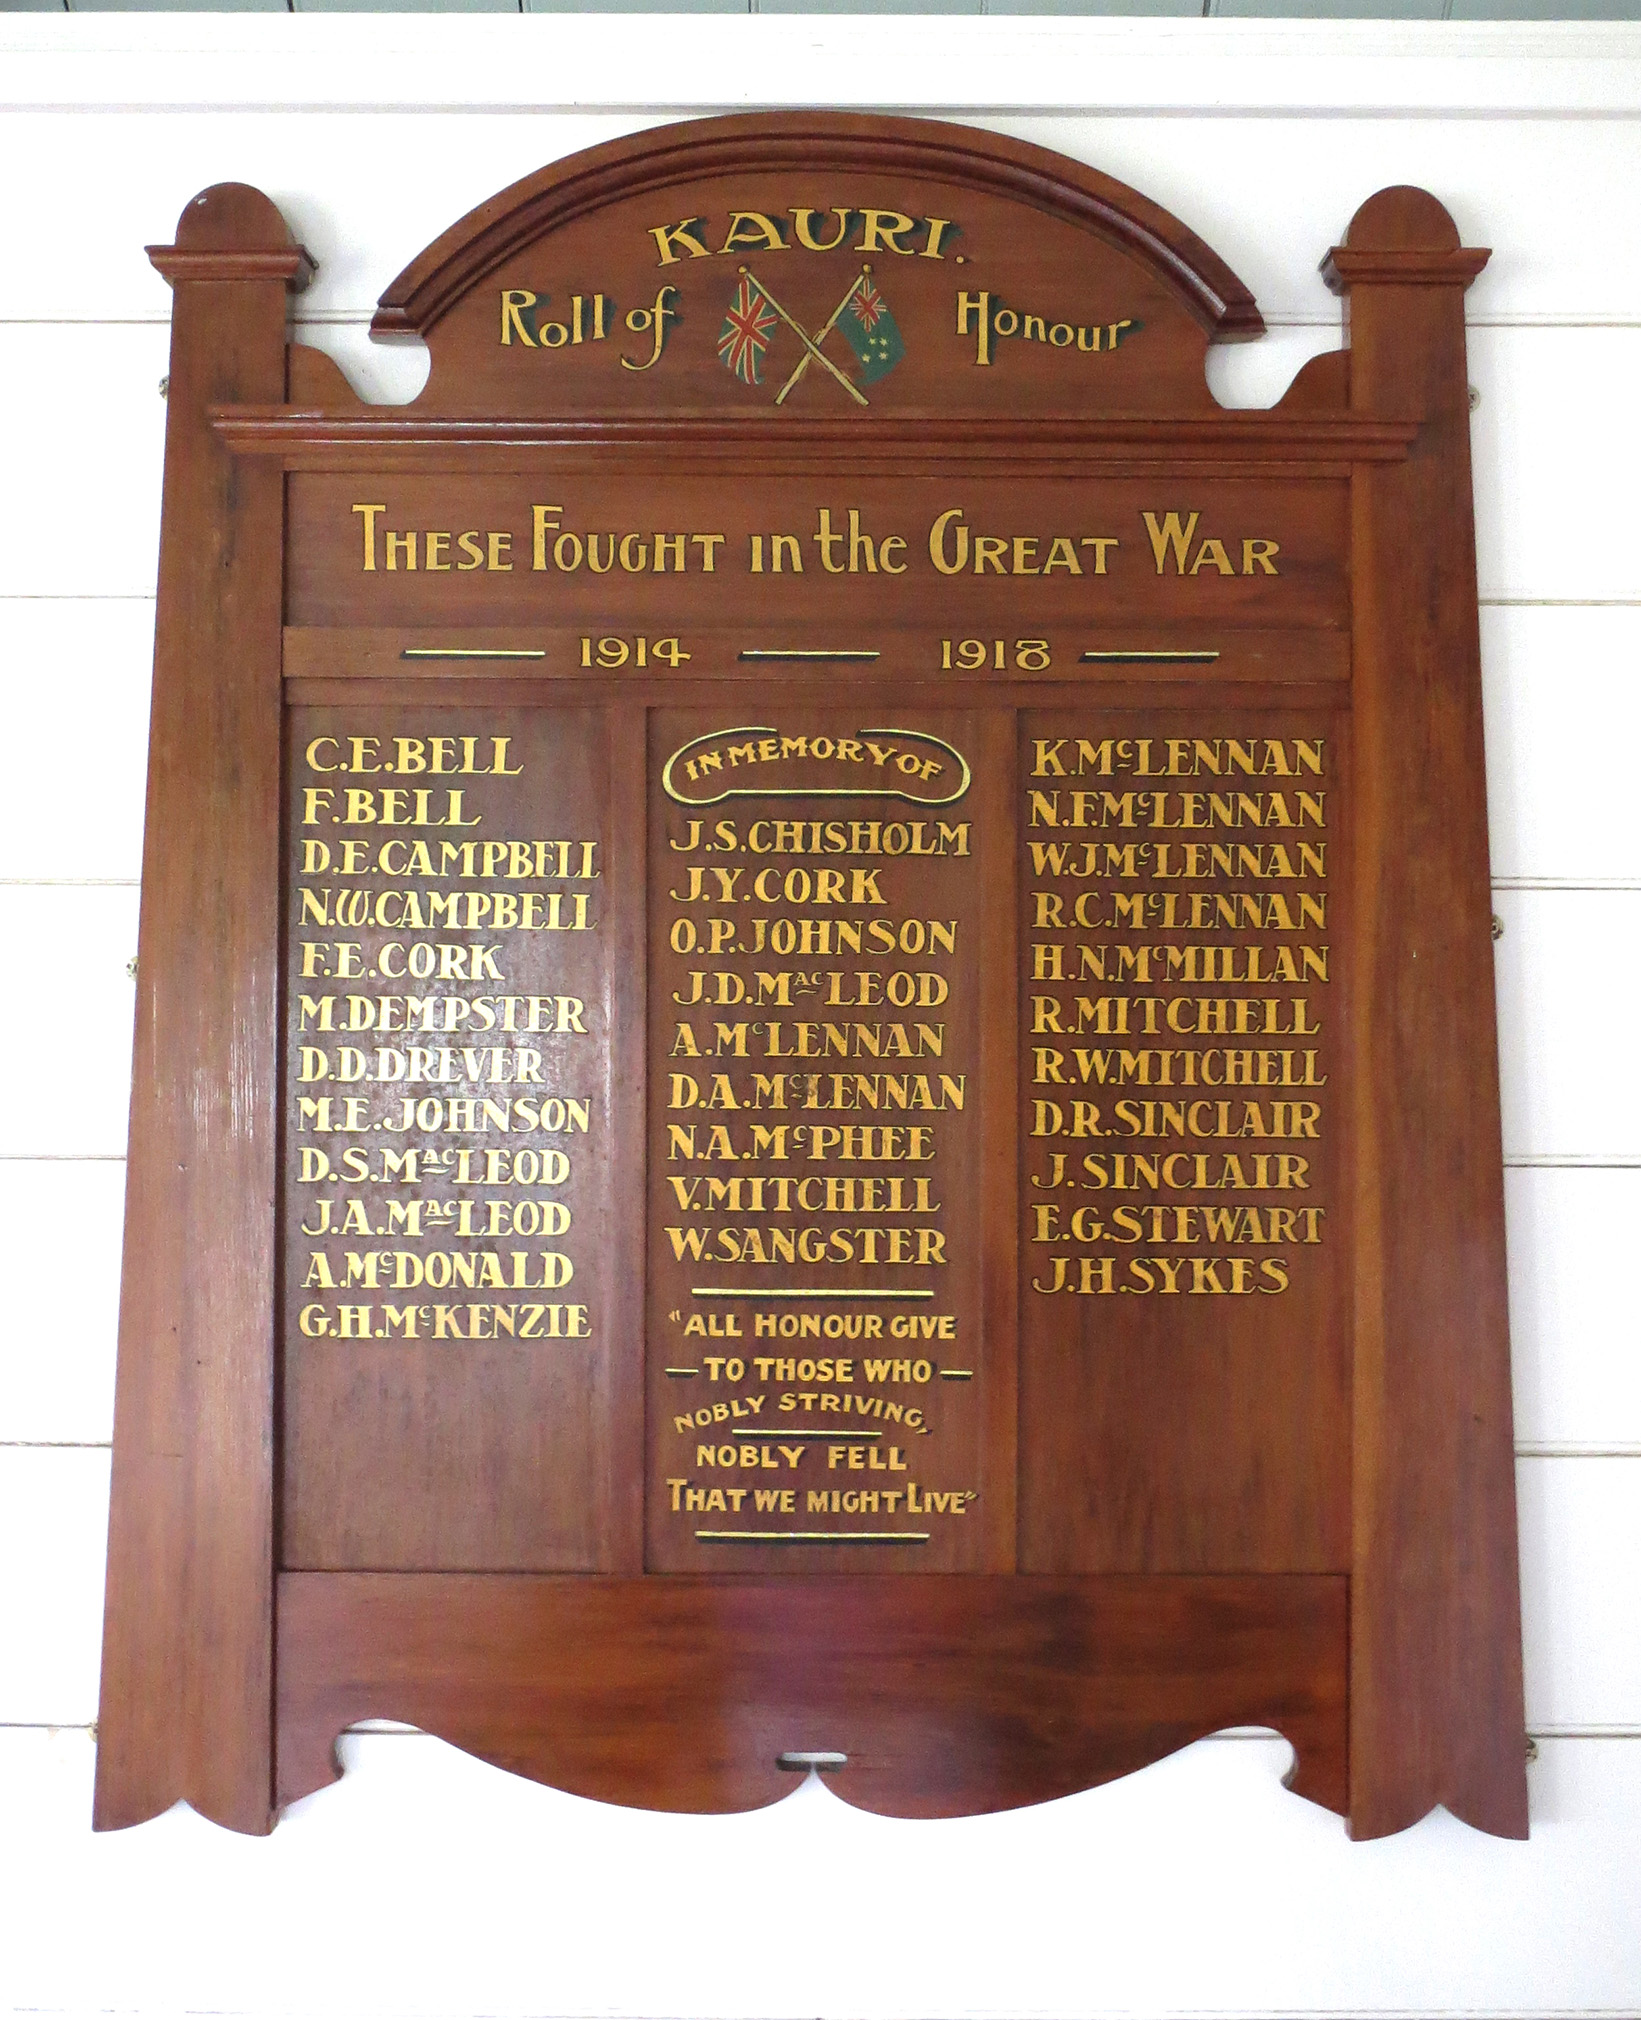 KAURI.
Roll of Honour
THESE FOUGHT in the GREAT WAR
1914 — 1918
C.E. BELL
F. BELL
D.E. CAMPBELL
N.W. CAMPBELL
F.E. CORK
M. DEMPSTER
D.D. DREVER
M.E. JOHNSON
D.S. MACLEOD
J.A. MACLEOD
A. McDONALD
G.H. McKENZIE
IN MEMORY OF
J.S. CHISHOLM
J.Y. CORK
O.P. JOHNSON
J.D. MACLEOD
A. McLENNAN
D.A. McLENNAN
N.A. McPHEE
V. MITCHELL
W. SANGSTER
"ALL HONOUR GIVE
— TO THOSE WHO —
NOBLY STRIVING,
NOBLY FELL
THAT WE MIGHT LIVE"
K. McLENNAN
N.F. McLENNAN
W.J. McLENNAN
R.C. McLENNAN
H.N. McMILLAN
R. MITCHELL
R.W. MITCHELL
D.R. SINCLAIR
J. SINCLAIR
E.G. STEWART
J.H. SYKES